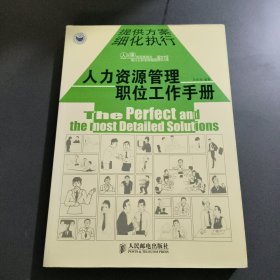 提供方案
细化执行
人力资源管理
职位工作手册
The Perfect and
the most Detailed Solutions
人民邮电出版社